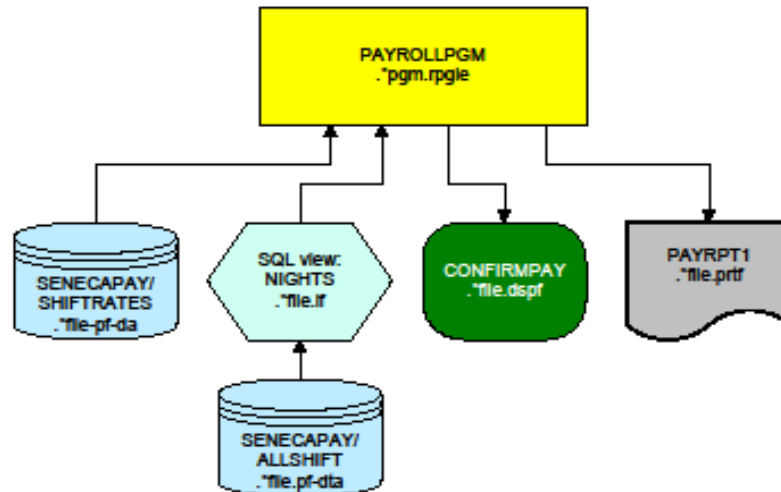 PAYROLLPGM
.*pgm.rpgle
SENECAPAY/
SHIFTRATES
.*file-pf-da
SQL view:
NIGHTS
.*file.lf
CONFIRMPAY
.*file.dspf
PAYRPT1
.*file.prtf
SENECAPAY/
ALLSHIFT
.*file.pf-dta